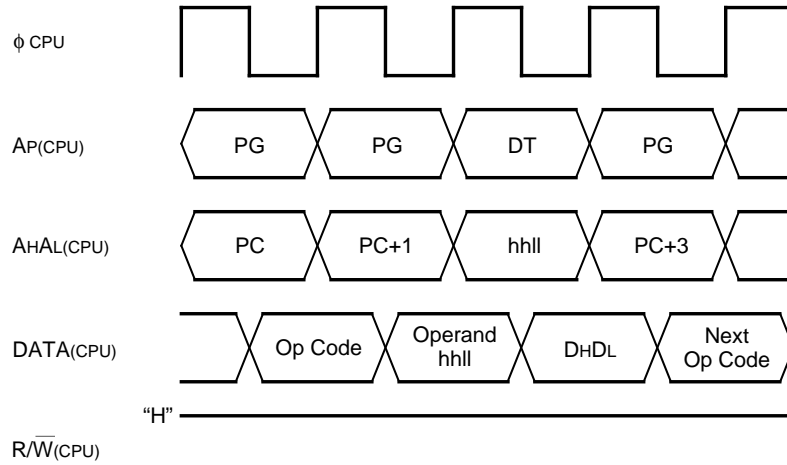 ϕ CPU
AP(CPU) PG PG DT PG
AHAL(CPU) PC PC+1 hhll PC+3
DATA(CPU) Op Code Operand hhll DHDL Next Op Code
“H”
R/W̅(CPU)